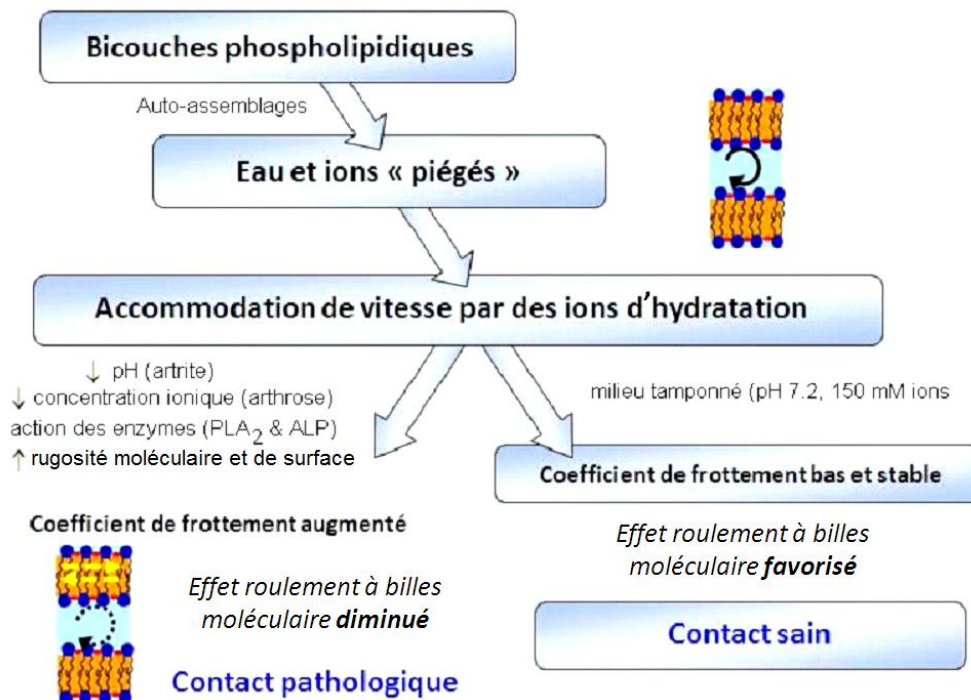 Bicouches phospholipidiques
Auto-assemblages
Eau et ions « piégés »
Accommodation de vitesse par des ions d'hydratation
↓ pH (artrite)
↓ concentration ionique (arthrose)
action des enzymes (PLA₂ & ALP)
↑ rugosité moléculaire et de surface
Coefficient de frottement augmenté
Effet roulement à billes
moléculaire diminué
Contact pathologique
milieu tamponné (pH 7.2, 150 mM ions
Coefficient de frottement bas et stable
Effet roulement à billes
moléculaire favorisé
Contact sain